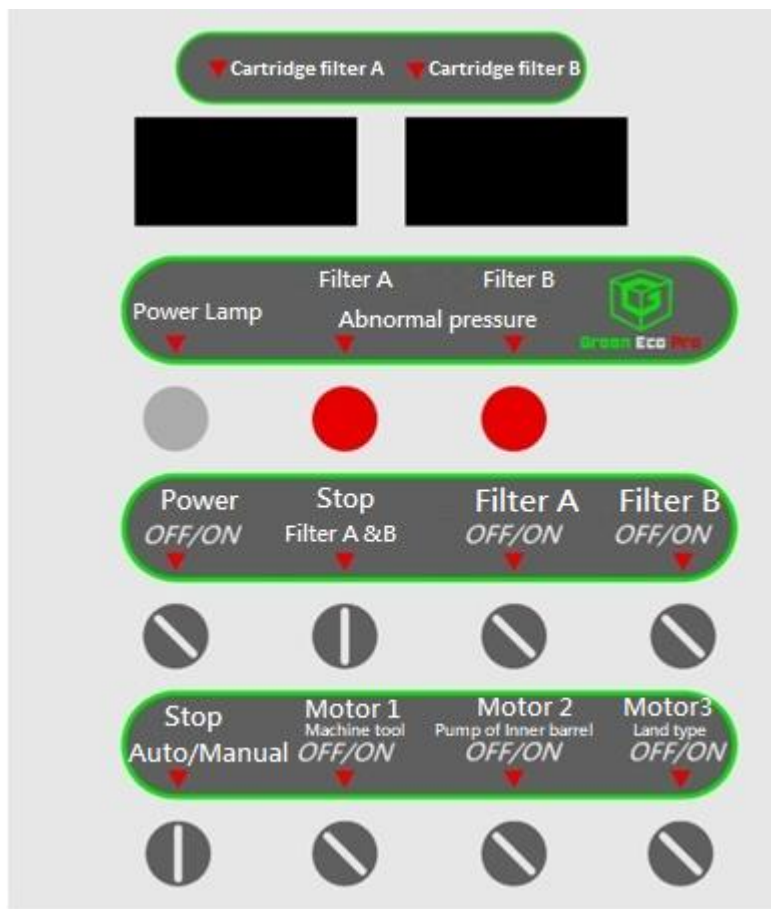 Cartridge filter A Cartridge filter B
Filter A Filter B
Power Lamp Abnormal pressure
Green Eco Pro
Power Stop Filter A Filter B
OFF/ON Filter A &B OFF/ON OFF/ON
Stop Motor 1 Motor 2 Motor3
Machine tool Pump of Inner barrel Land type
Auto/Manual OFF/ON OFF/ON OFF/ON